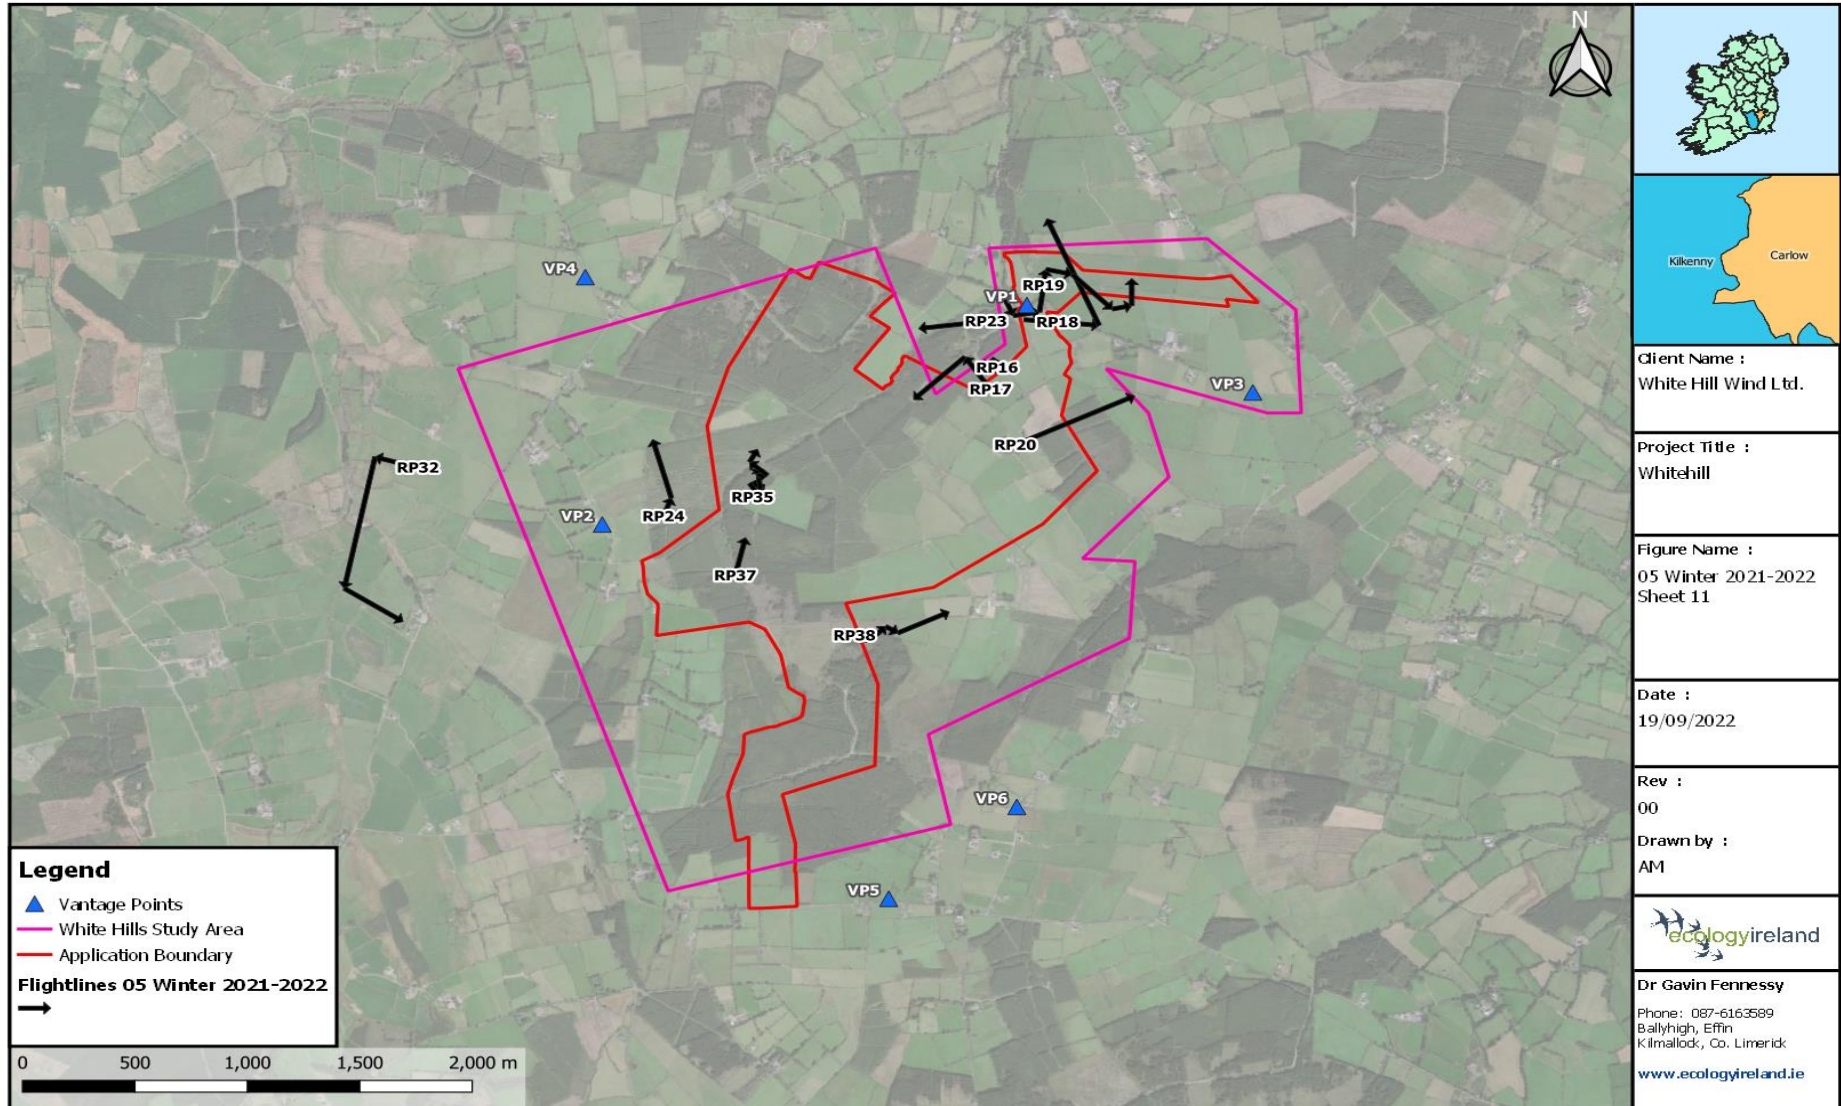 N
VP4
VP1
RP19
RP23
RP18
RP16
RP17
VP3
RP20
RP32
RP35
RP24
VP2
RP37
RP38
VP6
VP5
Legend
Vantage Points
White Hills Study Area
Application Boundary
Flightlines 05 Winter 2021-2022
0 500 1,000 1,500 2,000 m
Kilkenny
Carlow
Client Name :
White Hill Wind Ltd.
Project Title :
Whitehill
Figure Name :
05 Winter 2021-2022
Sheet 11
Date :
19/09/2022
Rev :
00
Drawn by :
AM
ecologyireland
Dr Gavin Fennessy
Phone: 087-6163589
Ballyhigh, Effin
Kilmallock, Co. Limerick
www.ecologyireland.ie